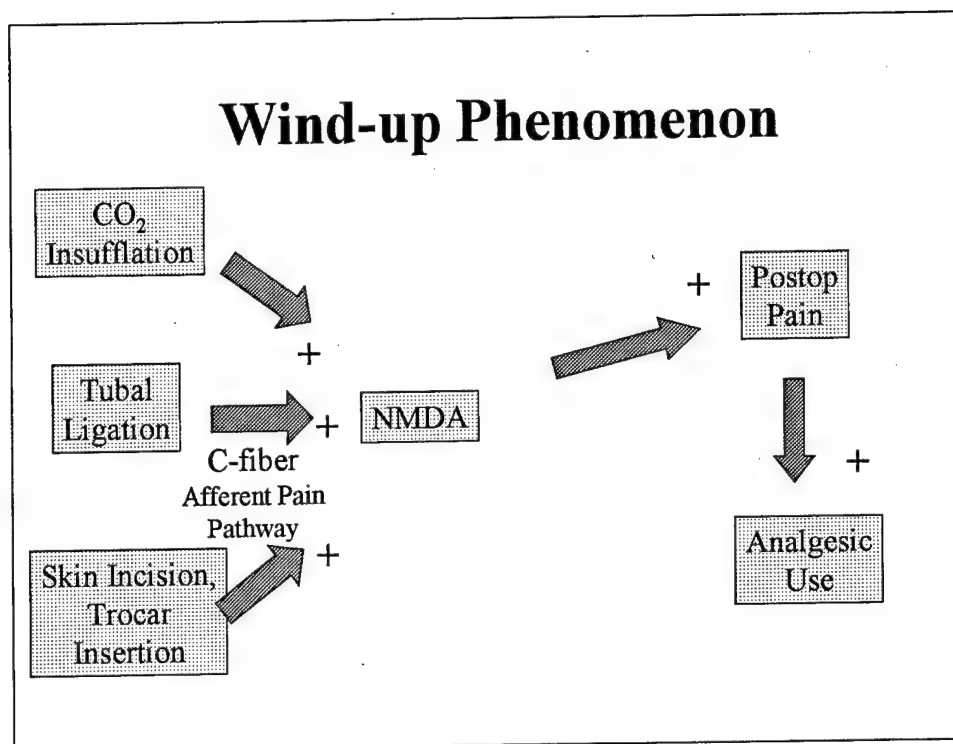 Wind-up Phenomenon
CO₂
Insufflation
+
Tubal
Ligation
+
C-fiber
Afferent Pain
Pathway
Skin Incision,
Trocar
Insertion
+
NMDA
+
Postop
Pain
+
Analgesic
Use